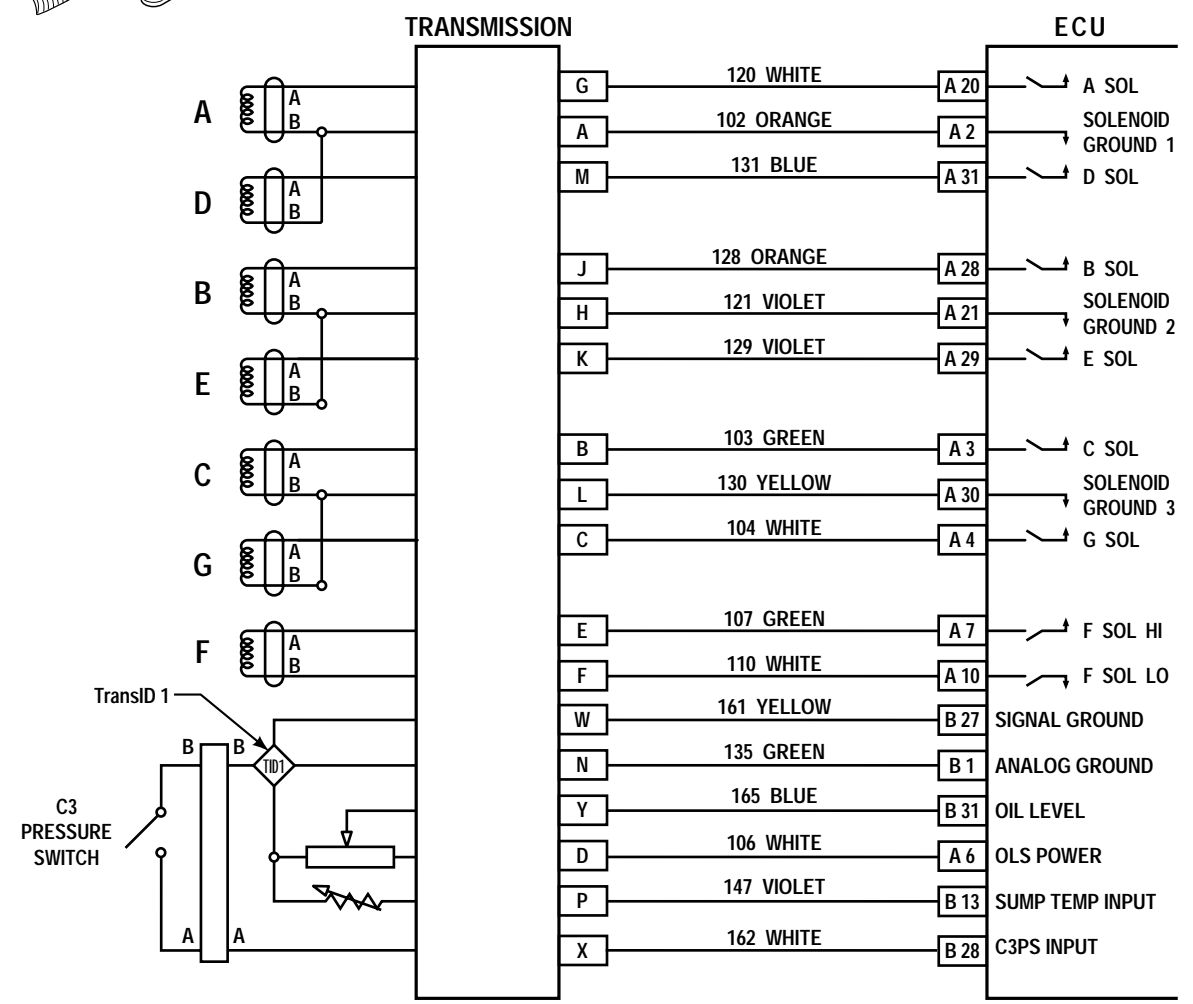 TRANSMISSION
ECU
A
A
B
G
120 WHITE
A 20
A SOL
A
102 ORANGE
A 2
SOLENOID
GROUND 1
D
A
B
M
131 BLUE
A 31
D SOL
B
A
B
J
128 ORANGE
A 28
B SOL
H
121 VIOLET
A 21
SOLENOID
GROUND 2
E
A
B
K
129 VIOLET
A 29
E SOL
C
A
B
B
103 GREEN
A 3
C SOL
L
130 YELLOW
A 30
SOLENOID
GROUND 3
G
A
B
C
104 WHITE
A 4
G SOL
F
A
B
E
107 GREEN
A 7
F SOL HI
F
110 WHITE
A 10
F SOL LO
TransID 1
W
161 YELLOW
B 27
SIGNAL GROUND
B
B
TID1
N
135 GREEN
B 1
ANALOG GROUND
C3
PRESSURE
SWITCH
Y
165 BLUE
B 31
OIL LEVEL
D
106 WHITE
A 6
OLS POWER
P
147 VIOLET
B 13
SUMP TEMP INPUT
A
A
X
162 WHITE
B 28
C3PS INPUT